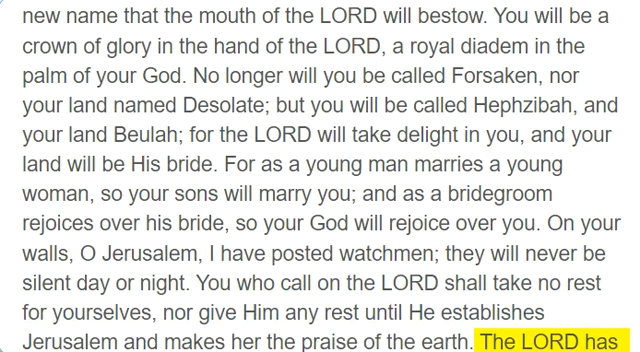 new name that the mouth of the LORD will bestow. You will be a
crown of glory in the hand of the LORD, a royal diadem in the
palm of your God. No longer will you be called Forsaken, nor
your land named Desolate; but you will be called Hephzibah, and
your land Beulah; for the LORD will take delight in you, and your
land will be His bride. For as a young man marries a young
woman, so your sons will marry you; and as a bridegroom
rejoices over his bride, so your God will rejoice over you. On your
walls, O Jerusalem, I have posted watchmen; they will never be
silent day or night. You who call on the LORD shall take no rest
for yourselves, nor give Him any rest until He establishes
Jerusalem and makes her the praise of the earth. The LORD has